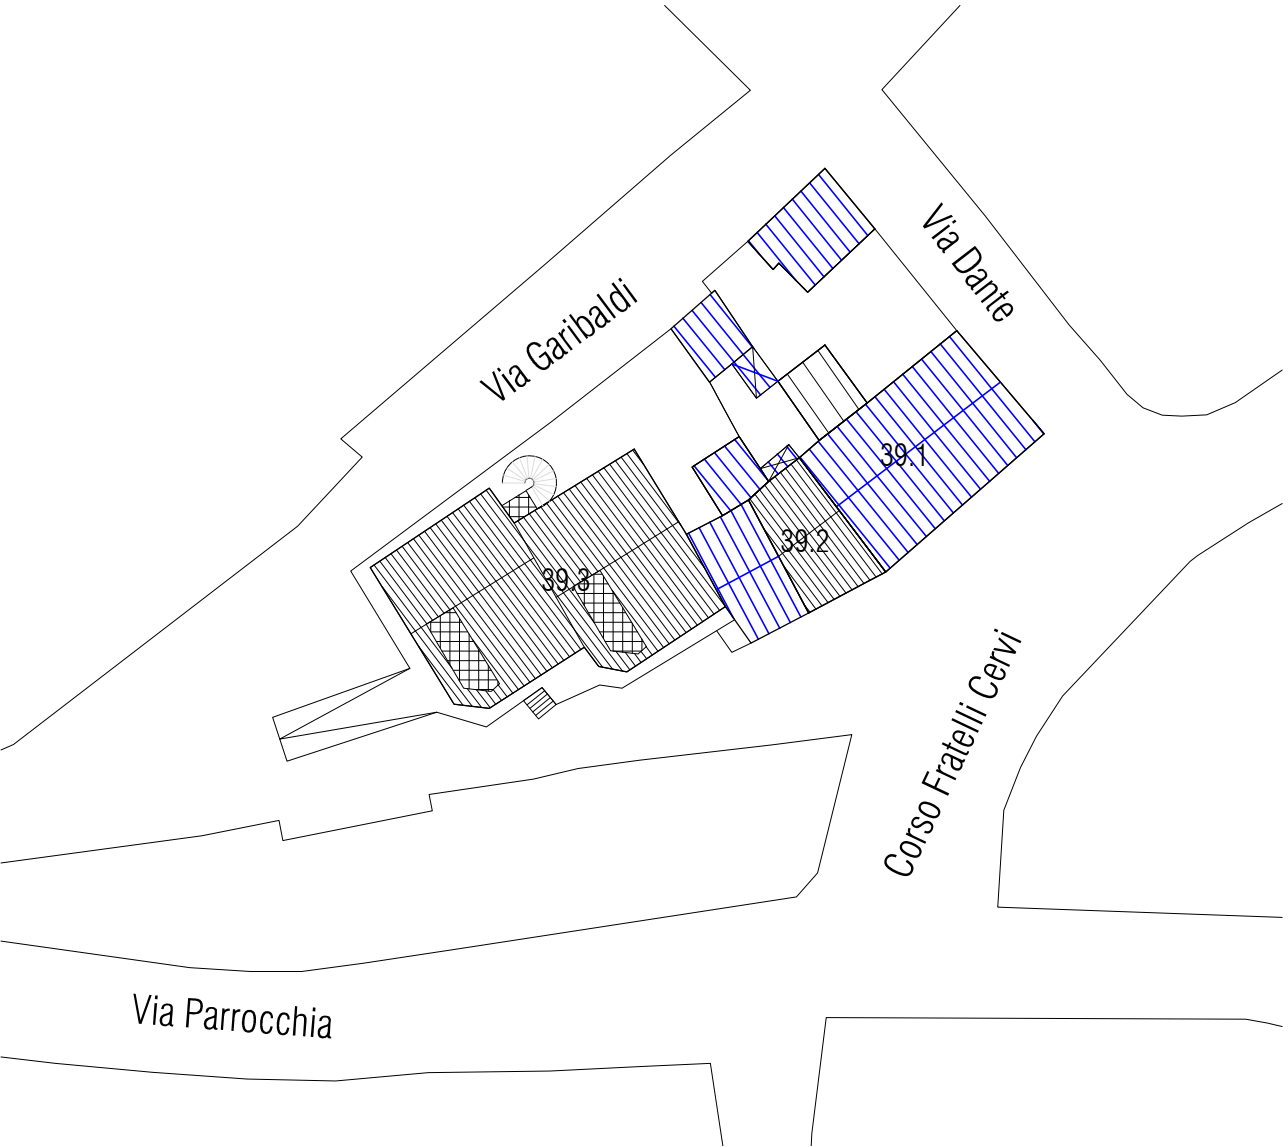 Via Dante
Via Garibaldi
39.1
39.2
39.3
Corso Fratelli Cervi
Via Parrocchia